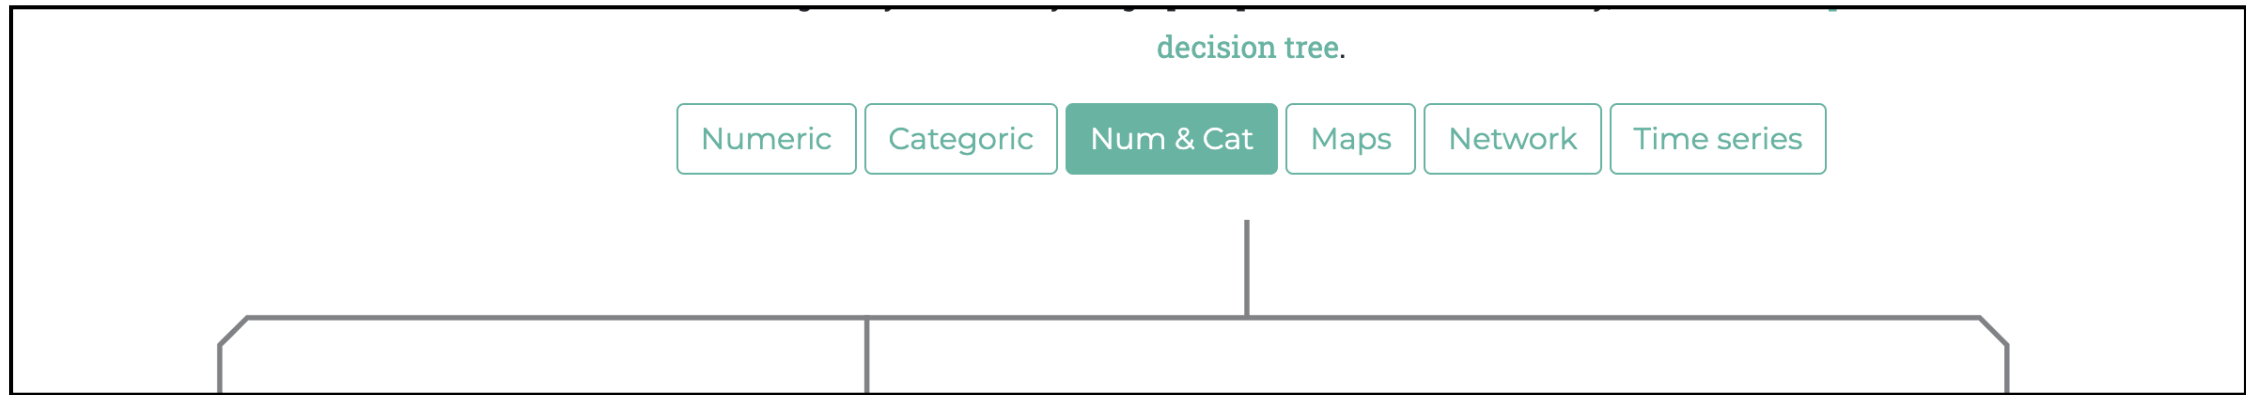 decision tree.
Numeric Categoric Num & Cat Maps Network Time series